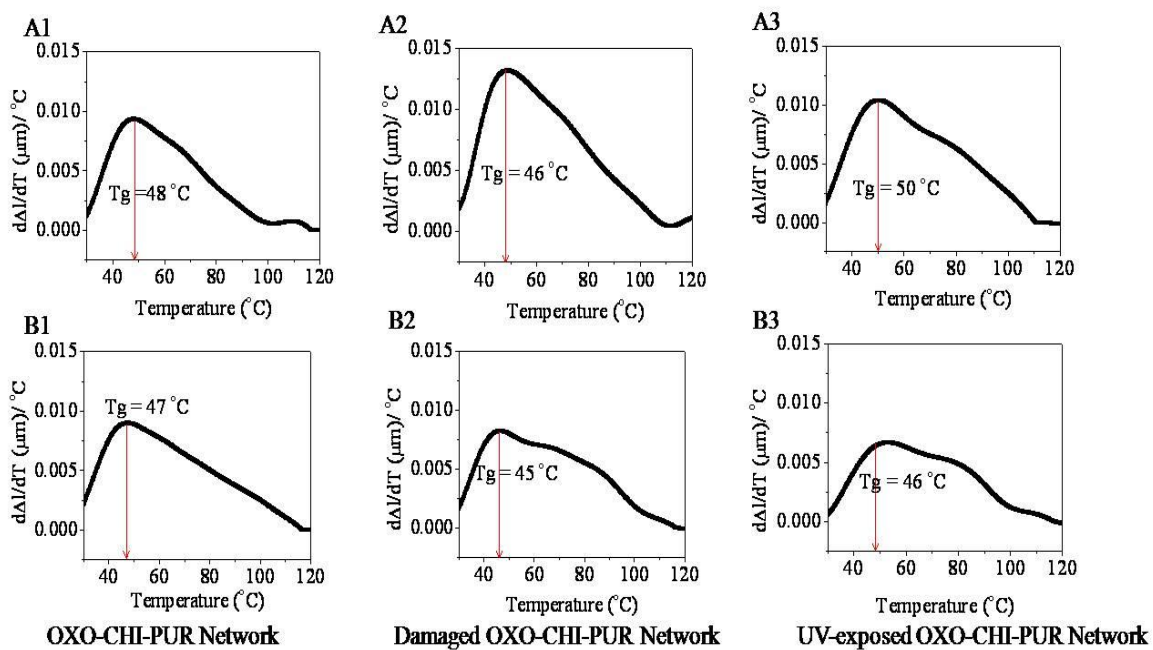 A1
0.015
0.010
0.005
0.000
dΔl/dT (μm)/ °C
Tg =48°C
40 60 80 100 120
Temperature (°C)
A2
0.015
0.010
0.005
0.000
dΔl/dT (μm)/ °C
Tg = 46 °C
40 60 80 100 120
Temperature (°C)
A3
0.015
0.010
0.005
0.000
dΔl/dT (μm)/ °C
Tg = 50 °C
40 60 80 100 120
Temperature (°C)
B1
0.015
0.010
0.005
0.000
dΔl/dT (μm)/ °C
Tg = 47 °C
40 60 80 100 120
Temperature (°C)
OXO-CHI-PUR Network
B2
0.015
0.010
0.005
0.000
dΔl/dT (μm)/ °C
Tg = 45 °C
40 60 80 100 120
Temperature (°C)
Damaged OXO-CHI-PUR Network
B3
0.015
0.010
0.005
0.000
dΔl/dT (μm)/ °C
Tg = 46 °C
40 60 80 100 120
Temperature (°C)
UV-exposed OXO-CHI-PUR Network